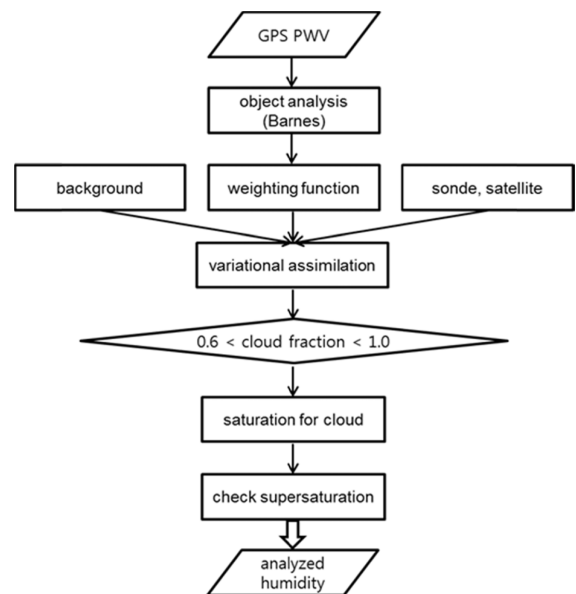 GPS PWV
object analysis
(Barnes)
background
weighting function
sonde, satellite
variational assimilation
0.6 < cloud fraction < 1.0
saturation for cloud
check supersaturation
analyzed
humidity